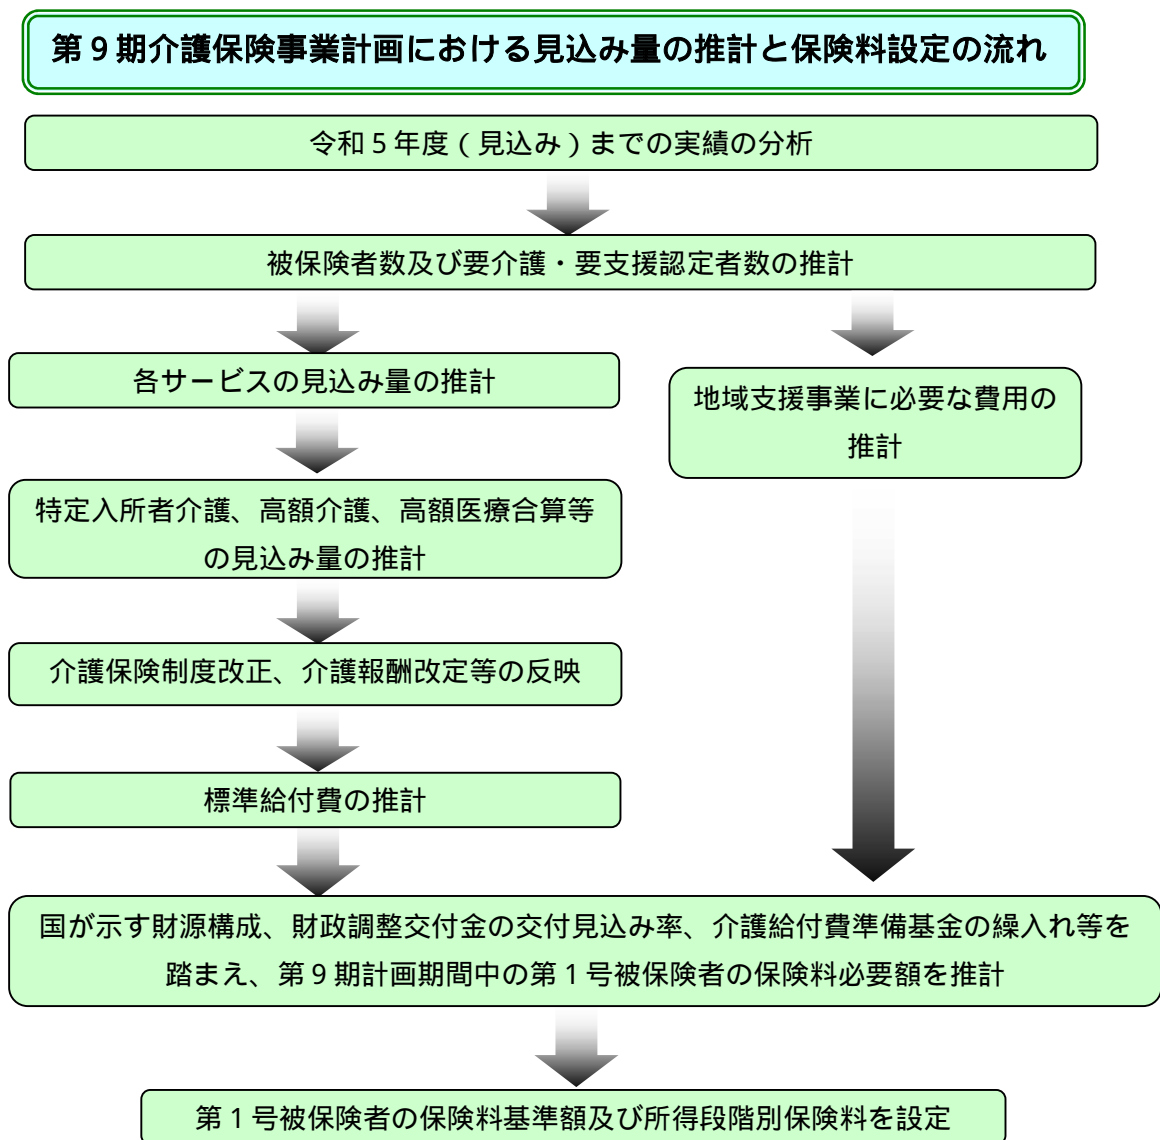 第９期介護保険事業計画における見込み量の推計と保険料設定の流れ
令和５年度（見込み）までの実績の分析
被保険者数及び要介護・要支援認定者数の推計
各サービスの見込み量の推計
地域支援事業に必要な費用の
推計
特定入所者介護、高額介護、高額医療合算等
の見込み量の推計
介護保険制度改正、介護報酬改定等の反映
標準給付費の推計
国が示す財源構成、財政調整交付金の交付見込み率、介護給付費準備基金の繰入れ等を
踏まえ、第９期計画期間中の第１号被保険者の保険料必要額を推計
第１号被保険者の保険料基準額及び所得段階別保険料を設定